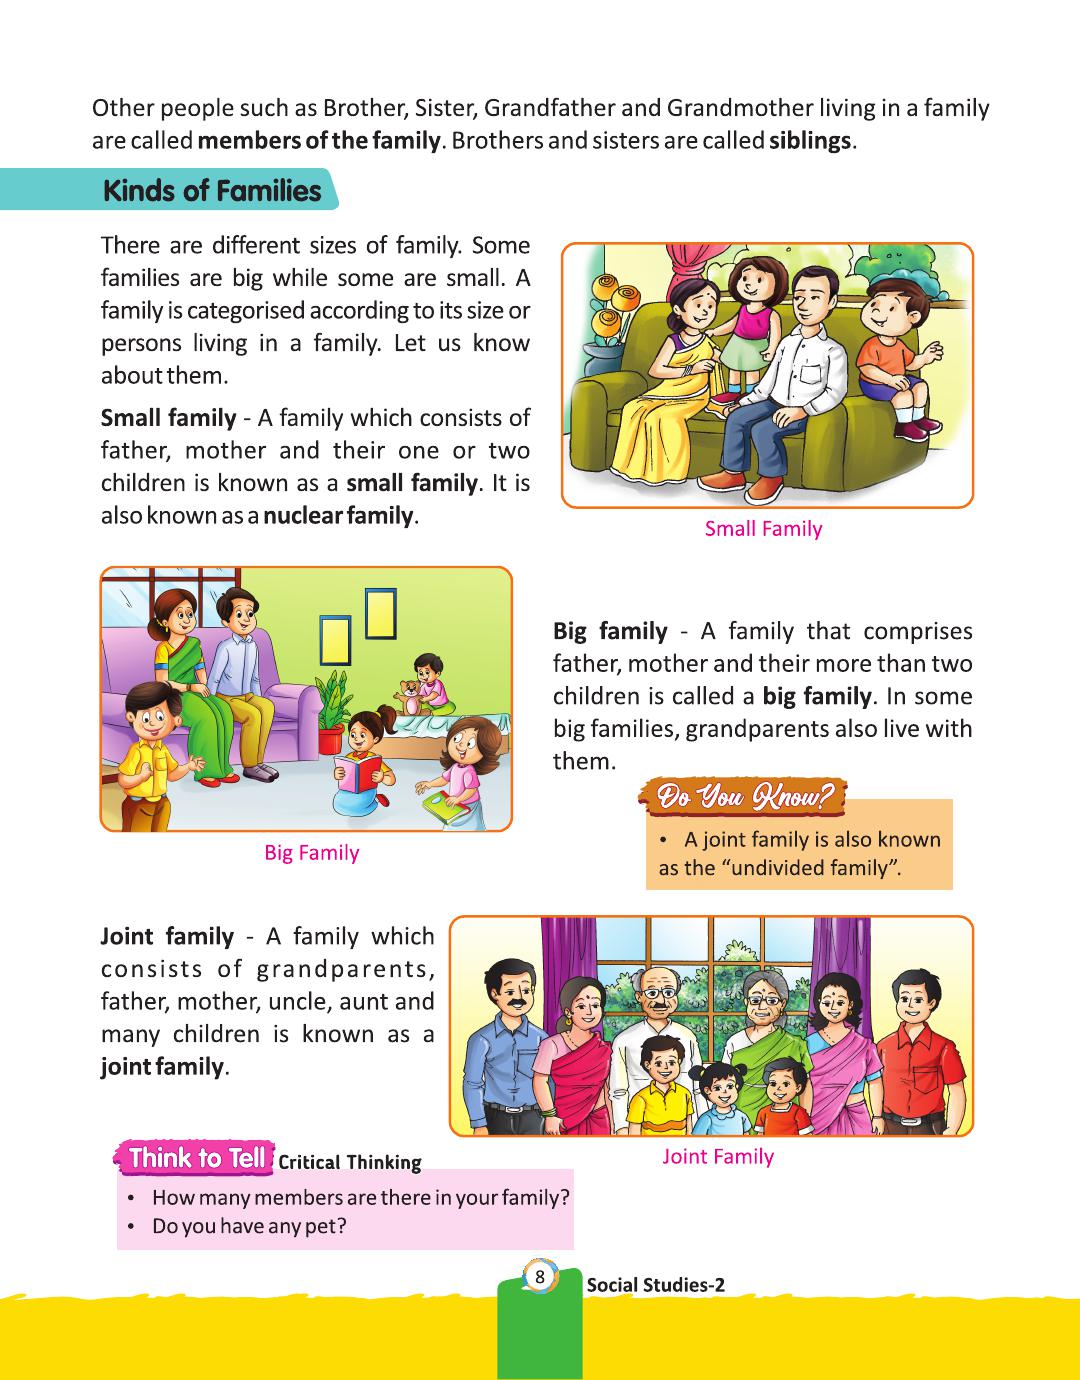 Other people such as Brother, Sister, Grandfather and Grandmother living in a family
are called members of the family. Brothers and sisters are called siblings.
Kinds of Families
There are different sizes of family. Some
families are big while some are small. A
family is categorised according to its size or
persons living in a family. Let us know
about them.
Small family - A family which consists of
father, mother and their one or two
children is known as a small family. It is
also known as a nuclear family.
Small Family
Big Family
Big family - A family that comprises
father, mother and their more than two
children is called a big family. In some
big families, grandparents also live with
them.
Do You Know?
• A joint family is also known
as the “undivided family”.
Joint family - A family which
consists of grandparents,
father, mother, uncle, aunt and
many children is known as a
joint family.
Joint Family
Think to Tell Critical Thinking
• How many members are there in your family?
• Do you have any pet?
8
Social Studies-2